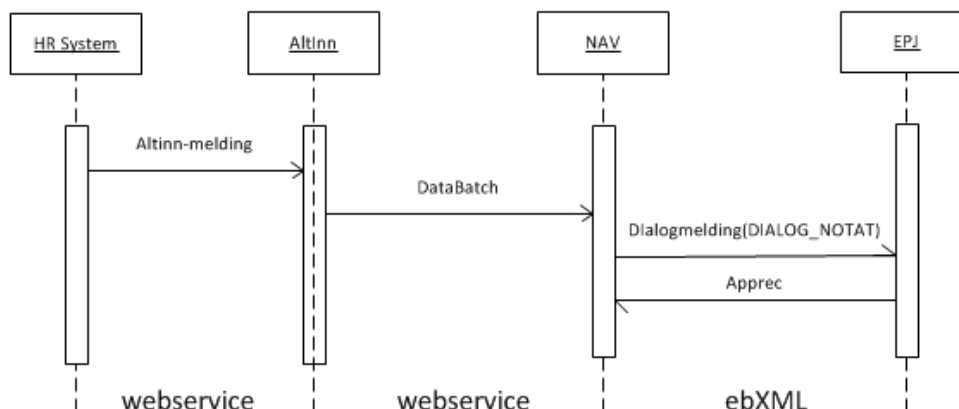 HR System
AltInn
NAV
EPJ
Altinn-melding
DataBatch
DIalogmelding(DIALOG_NOTAT)
Apprec
webservice
webservice
ebXML